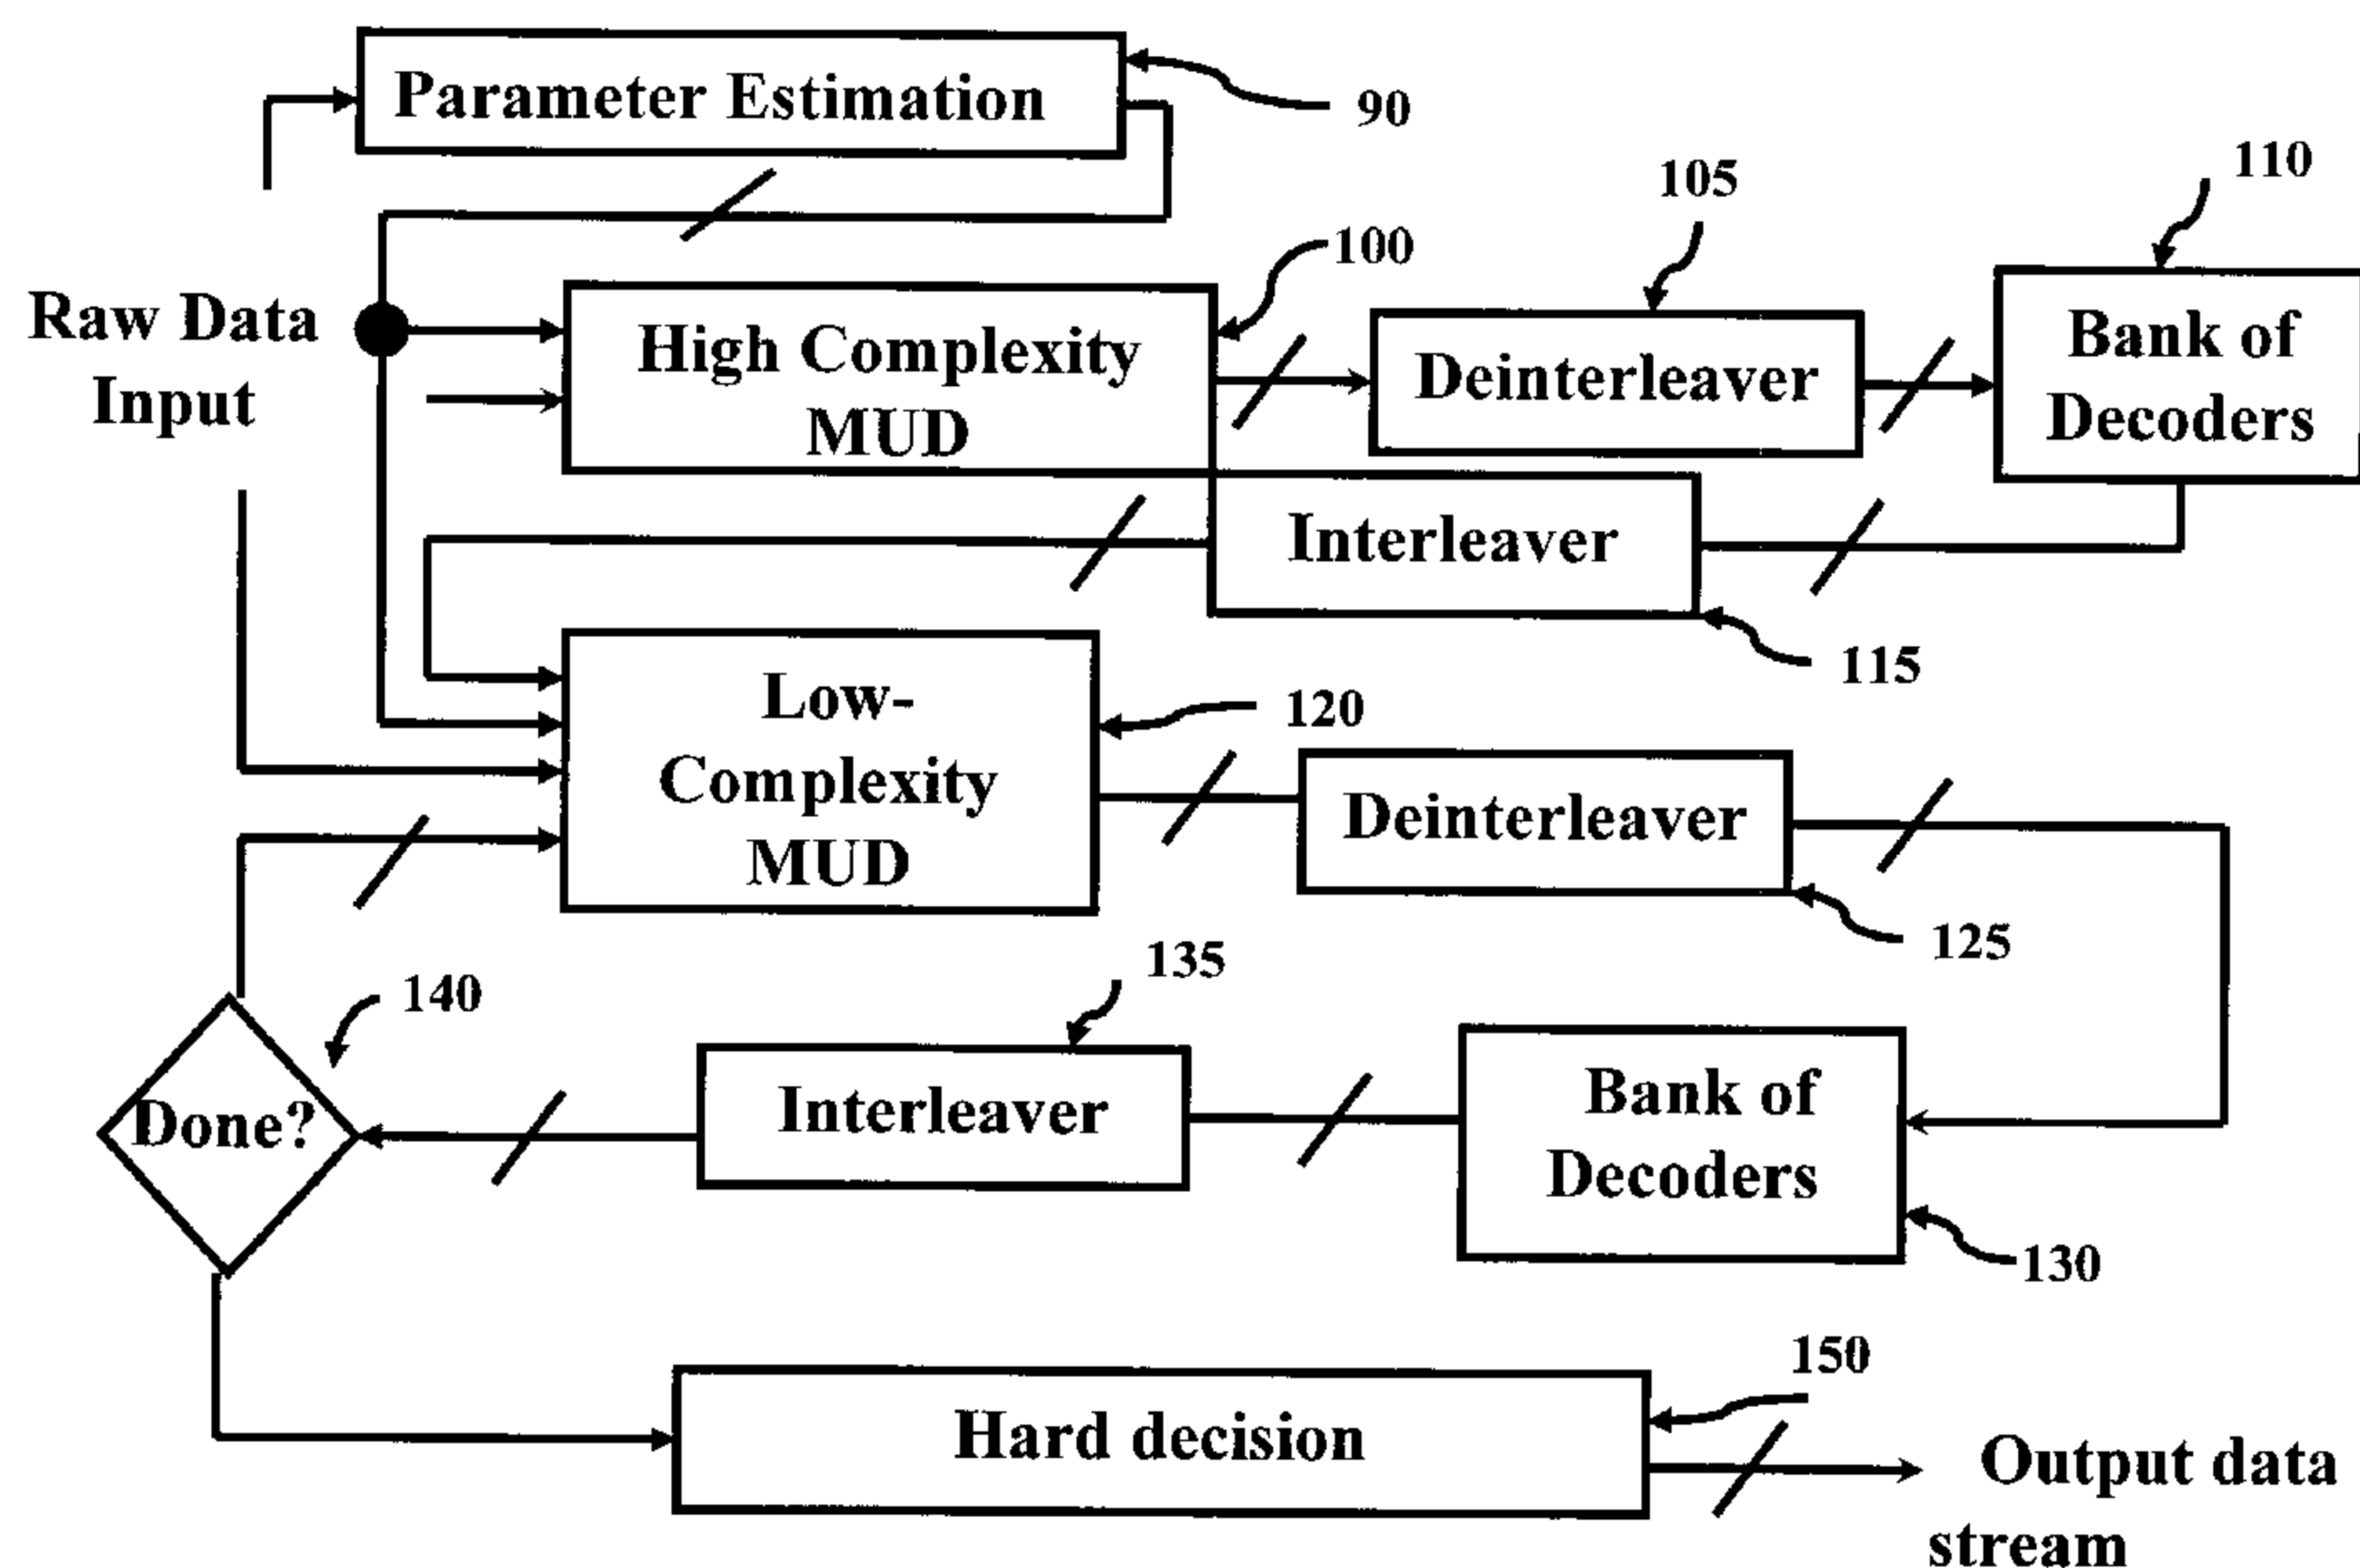 Parameter Estimation
90
105
110
100
Raw Data
Input
High Complexity
MUD
Deinterleaver
Bank of
Decoders
Interleaver
115
Low-
Complexity
MUD
120
Deinterleaver
125
135
140
Done?
Interleaver
Bank of
Decoders
130
150
Hard decision
Output data
stream